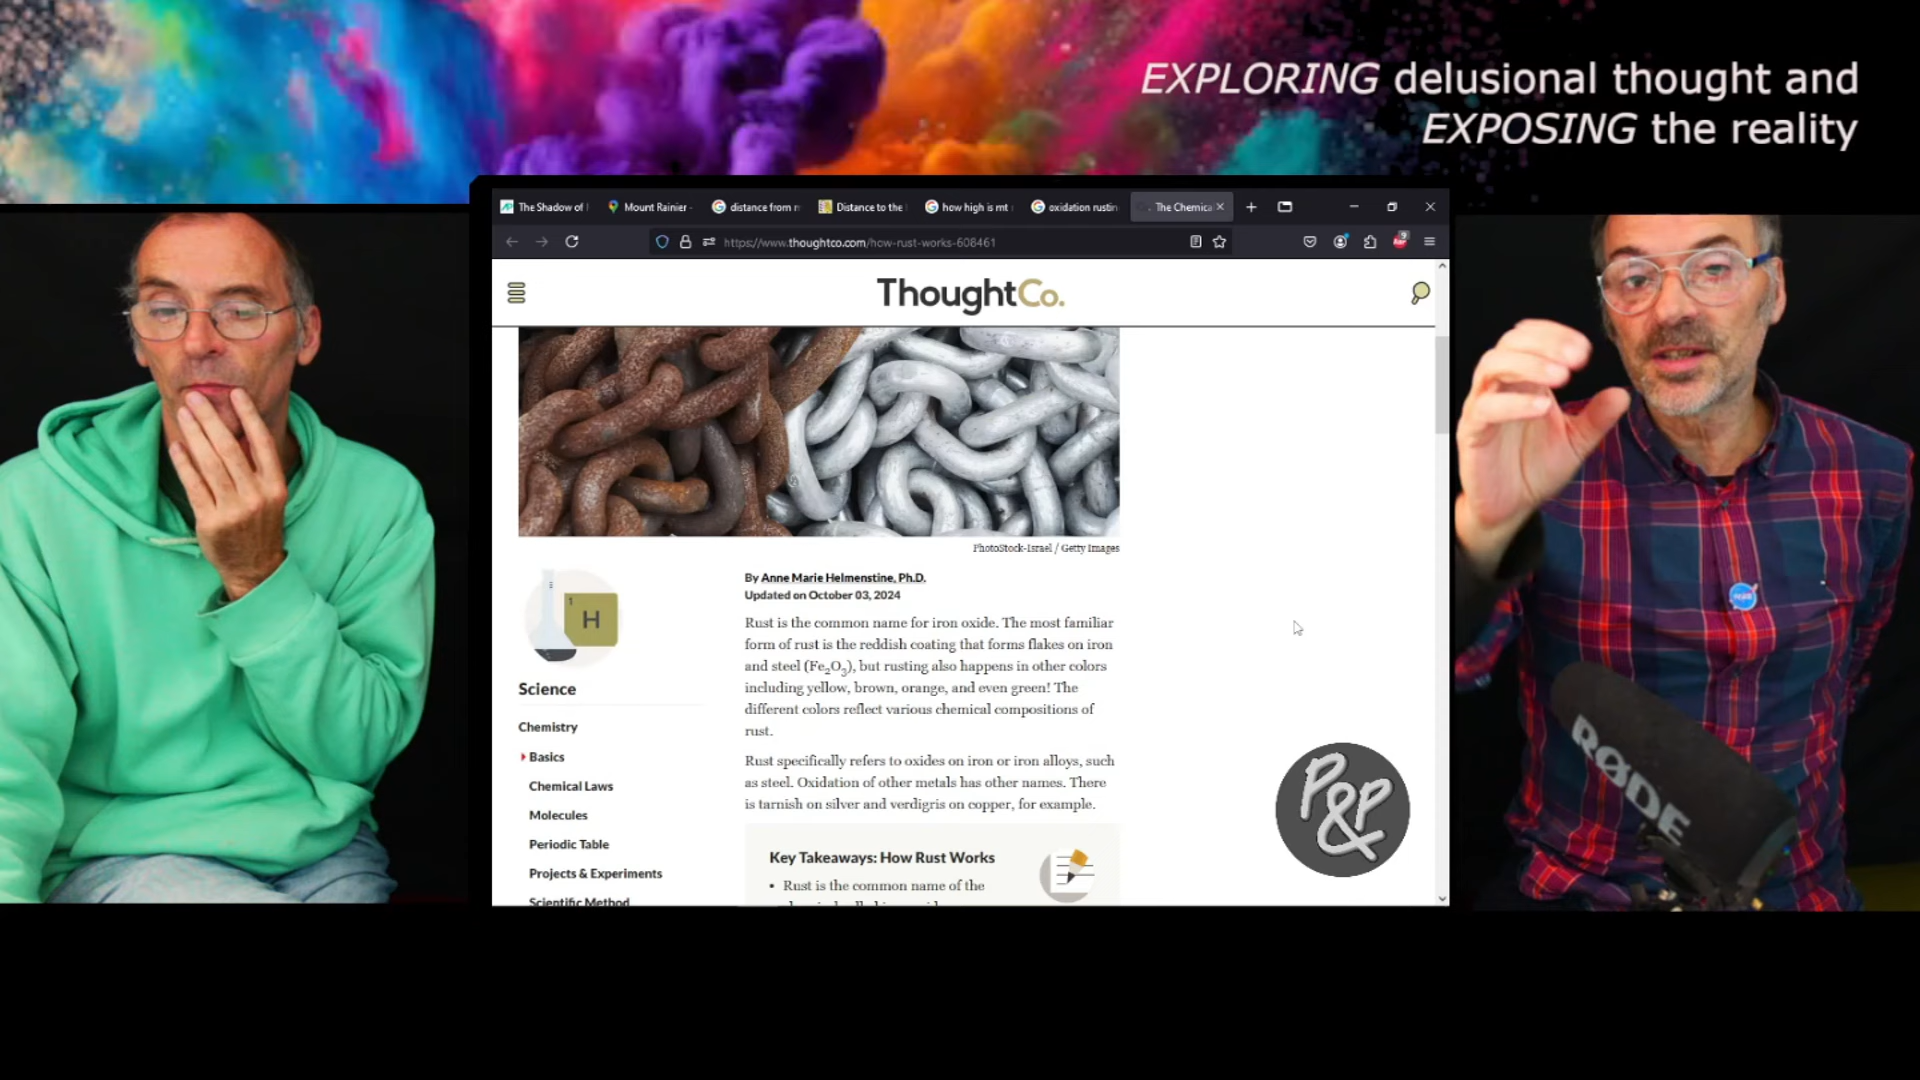 EXPLORING delusional thought and
EXPOSING the reality
The Shadow of
Mount Rainier -
distance from
Distance to the
how high is mt
oxidation rustin
The Chemica
https://www.thoughtco.com/how-rust-works-608461
9
ThoughtCo.
PhotoStock-Israel / Getty Images
1
H
By Anne Marie Helmenstine, Ph.D.
Updated on October 03, 2024
Rust is the common name for iron oxide. The most familiar
form of rust is the reddish coating that forms flakes on iron
and steel (Fe₂O₃), but rusting also happens in other colors
including yellow, brown, orange, and even green! The
different colors reflect various chemical compositions of
rust.
Rust specifically refers to oxides on iron or iron alloys, such
as steel. Oxidation of other metals has other names. There
is tarnish on silver and verdigris on copper, for example.
Science
Chemistry
Basics
Chemical Laws
Molecules
Periodic Table
Projects & Experiments
Scientific Method
Key Takeaways: How Rust Works
• Rust is the common name of the
P&P
RØDE